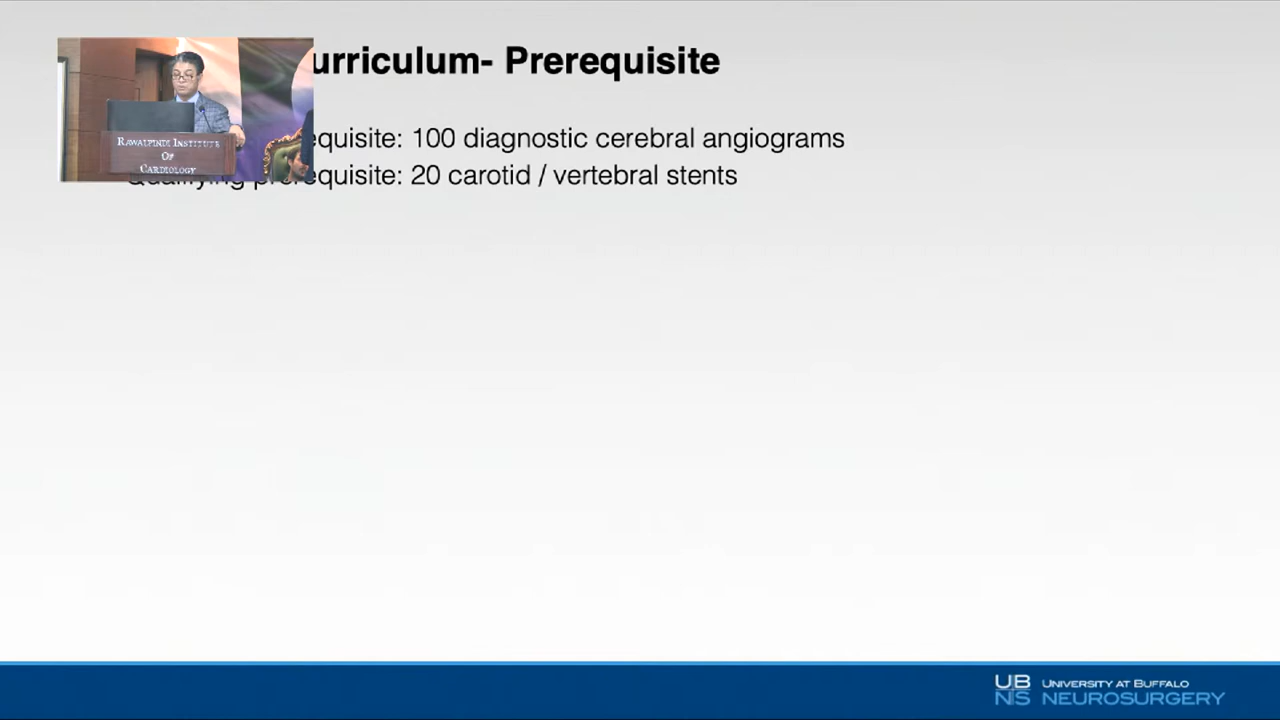 urriculum- Prerequisite
equisite: 100 diagnostic cerebral angiograms
Qualifying prerequisite: 20 carotid / vertebral stents
RAWALPINDI INSTITUTE
OF
CARDIOLOGY
UB NS UNIVERSITY AT BUFFALO
NEUROSURGERY